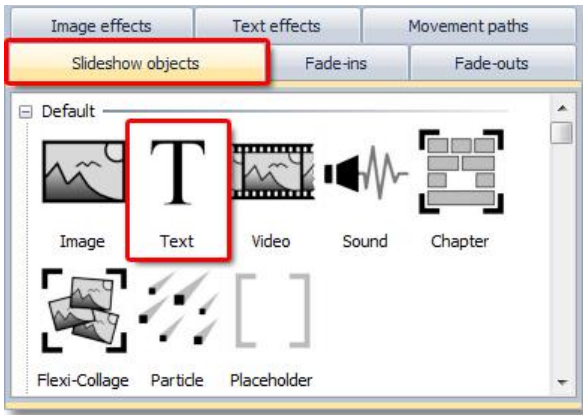 Image effects Text effects Movement paths
Slideshow objects Fade-ins Fade-outs
Default
Image Text Video Sound Chapter
Flexi-Collage Particle Placeholder